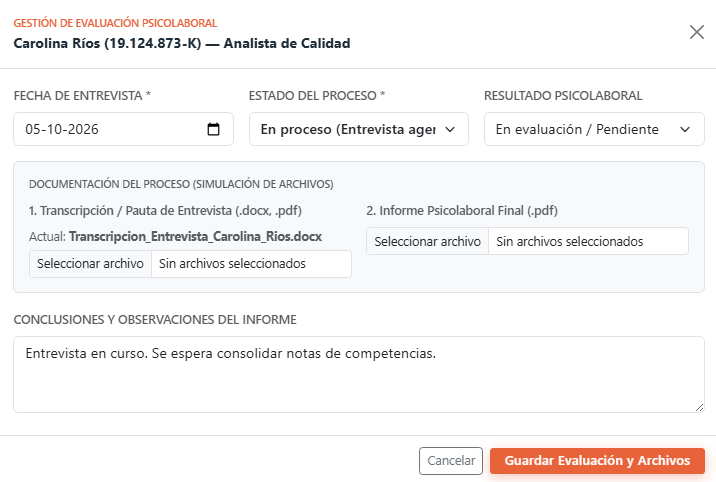 GESTIÓN DE EVALUACIÓN PSICOLABORAL
Carolina Ríos (19.124.873-K) — Analista de Calidad
FECHA DE ENTREVISTA *
ESTADO DEL PROCESO *
RESULTADO PSICOLABORAL
05-10-2026
En proceso (Entrevista ager
En evaluación / Pendiente
DOCUMENTACIÓN DEL PROCESO (SIMULACIÓN DE ARCHIVOS)
1. Transcripción / Pauta de Entrevista (.docx, .pdf)
Actual: Transcripcion_Entrevista_Carolina_Rios.docx
Seleccionar archivo Sin archivos seleccionados
2. Informe Psicolaboral Final (.pdf)
Seleccionar archivo Sin archivos seleccionados
CONCLUSIONES Y OBSERVACIONES DEL INFORME
Entrevista en curso. Se espera consolidar notas de competencias.
Cancelar
Guardar Evaluación y Archivos